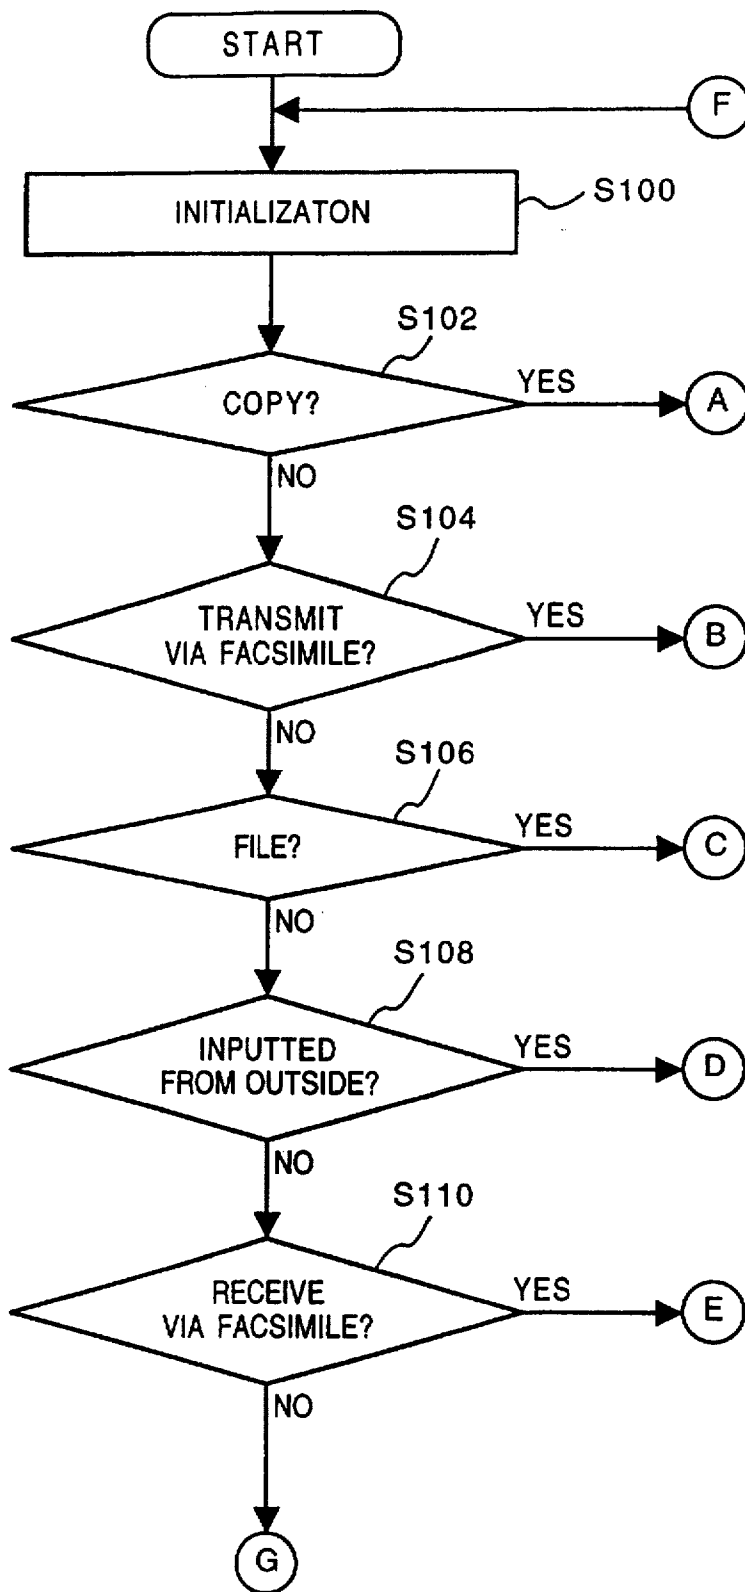 START
F
INITIALIZATON
S100
S102
COPY?
YES
A
NO
S104
TRANSMIT
VIA FACSIMILE?
YES
B
NO
S106
FILE?
YES
C
NO
S108
INPUTTED
FROM OUTSIDE?
YES
D
NO
S110
RECEIVE
VIA FACSIMILE?
YES
E
NO
G